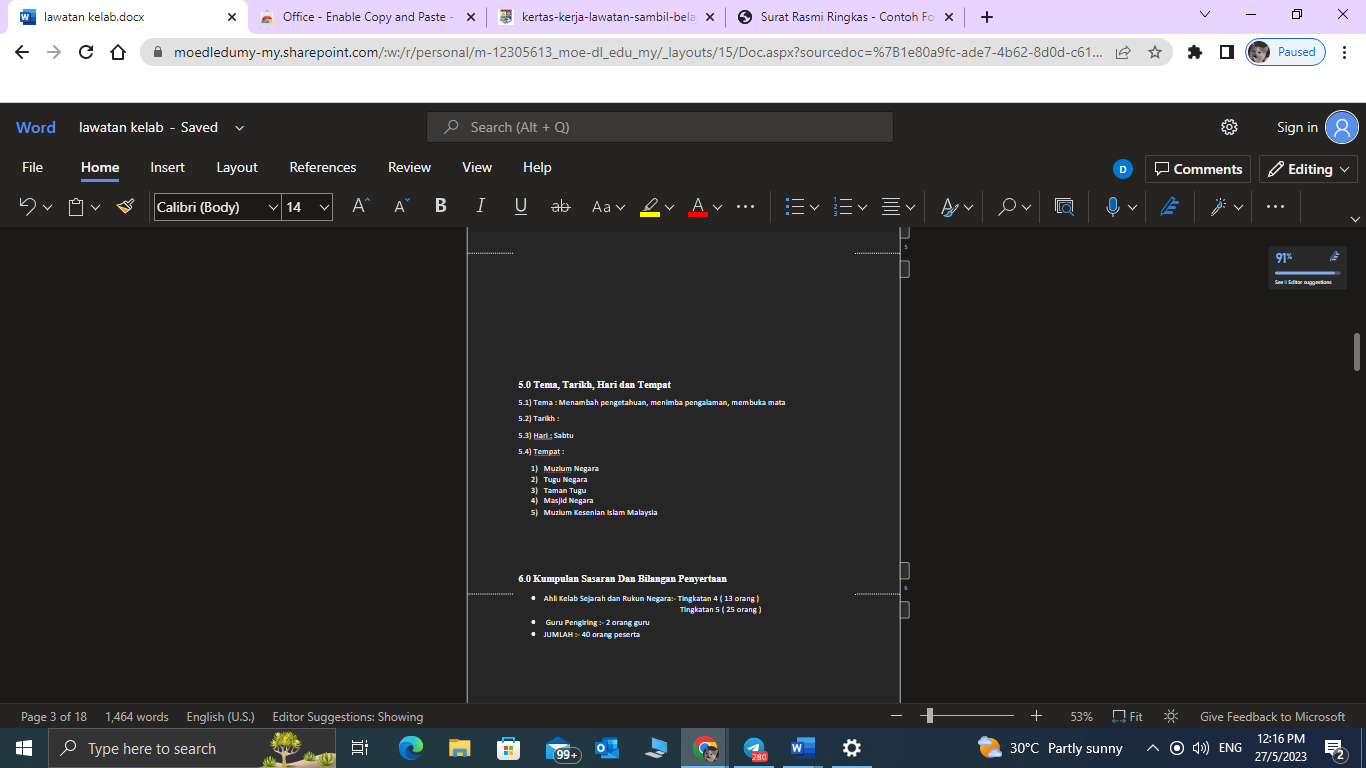 lawatan kelab.docx
Office - Enable Copy and Paste -
kertas-kerja-lawatan-sambil-bela
Surat Rasmi Ringkas - Contoh Fo
moedledumy-my.sharepoint.com/:w:/r/personal/m-12305613_moe-dl_edu_my/_layouts/15/Doc.aspx?sourcedoc=%7B1e80a9fc-ade7-4b62-8d0d-c61...
Paused
Word
lawatan kelab - Saved
Search (Alt + Q)
Sign in
File Home Insert Layout References Review View Help
D
Comments
Editing
Calibri (Body)
14
A A B I U ab Aa A
5
91%
See 6 Editor suggestions
5.0 Tema, Tarikh, Hari dan Tempat
5.1) Tema : Menambah pengetahuan, menimba pengalaman, membuka mata
5.2) Tarikh :
5.3) Hari : Sabtu
5.4) Tempat :
1) Muzium Negara
2) Tugu Negara
3) Taman Tugu
4) Masjid Negara
5) Muzium Kesenian Islam Malaysia
6.0 Kumpulan Sasaran Dan Bilangan Penyertaan
6
● Ahli Kelab Sejarah dan Rukun Negara:- Tingkatan 4 ( 13 orang )
Tingkatan 5 ( 25 orang )
● Guru Pengiring :- 2 orang guru
● JUMLAH :- 40 orang peserta
Page 3 of 18 1,464 words English (U.S.) Editor Suggestions: Showing
53% Fit Give Feedback to Microsoft
Type here to search
99+
280
30°C Partly sunny
ENG
12:16 PM
27/5/2023
2